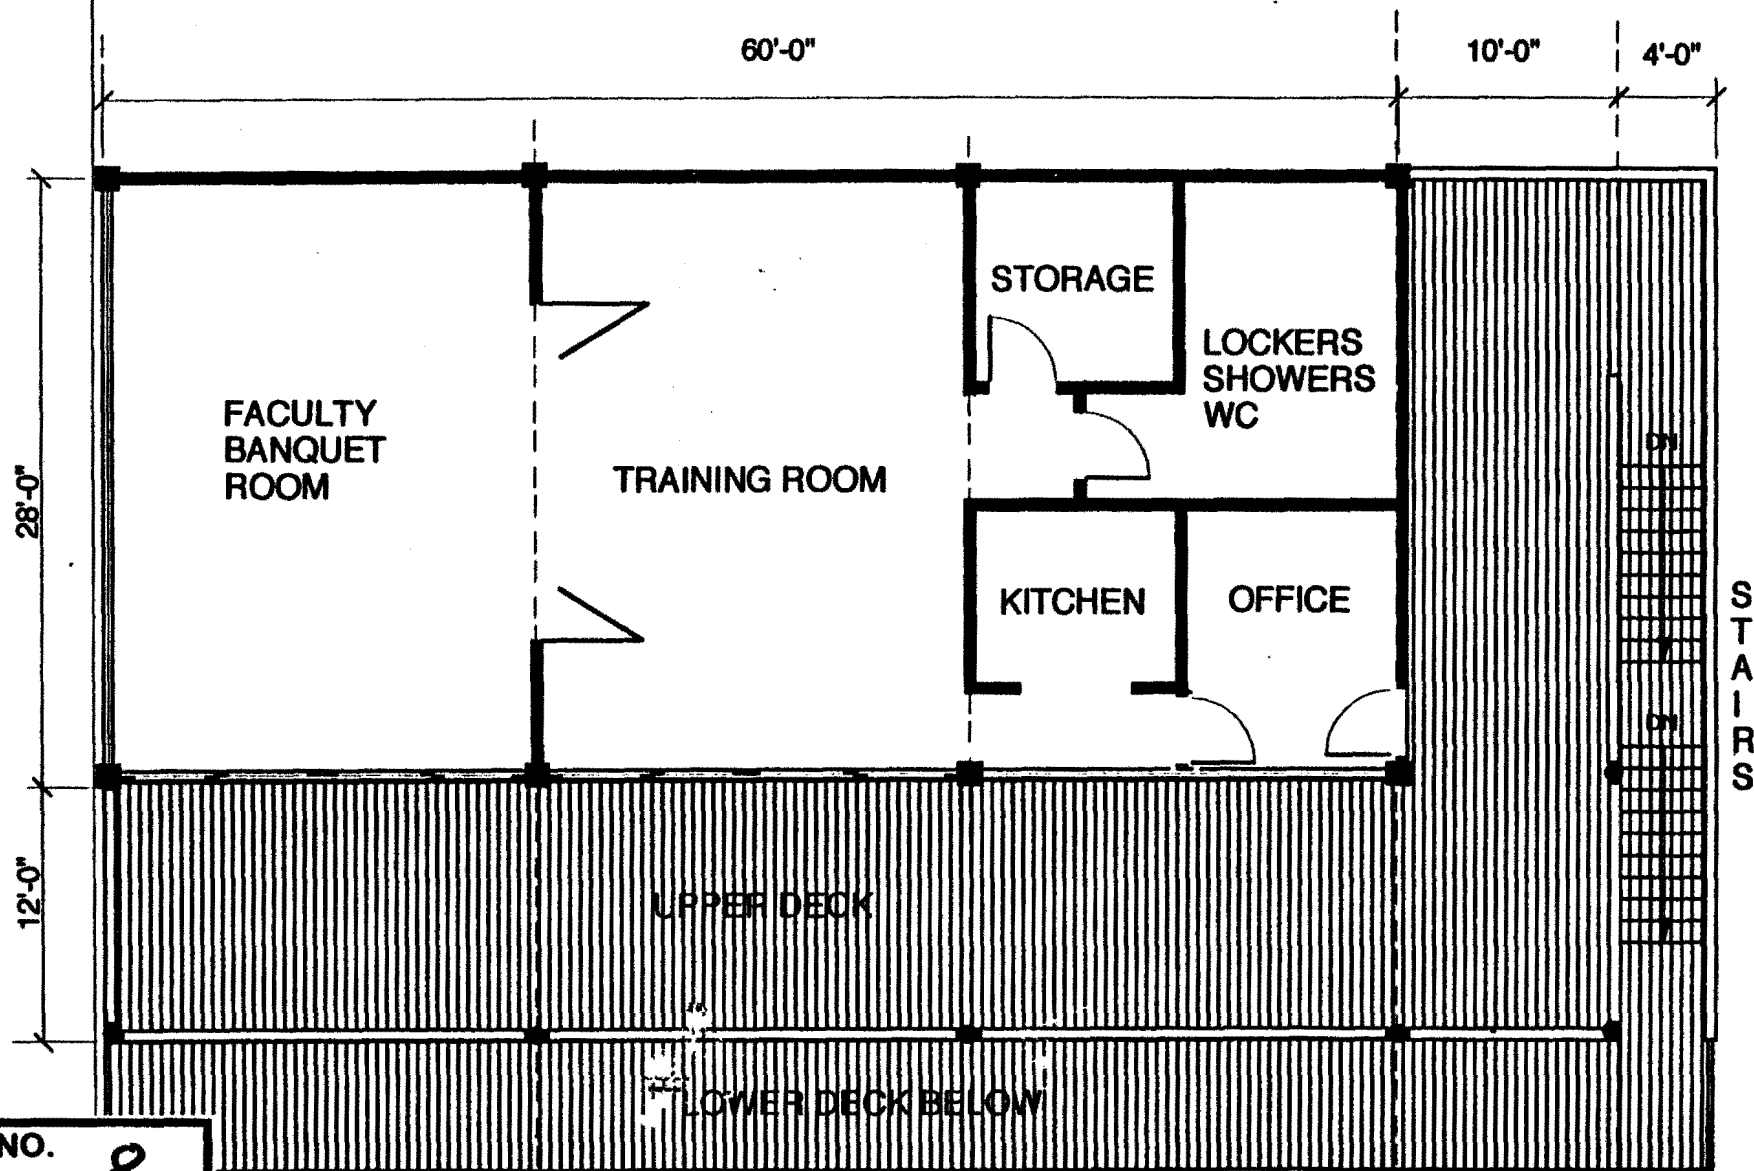 60'-0"
10'-0"
4'-0"
STORAGE
LOCKERS
SHOWERS
WC
FACULTY
BANQUET
ROOM
TRAINING ROOM
DN
28'-0"
KITCHEN
OFFICE
STAIRS
DN
12'-0"
UPPER DECK
LOWER DECK BELOW
NO.